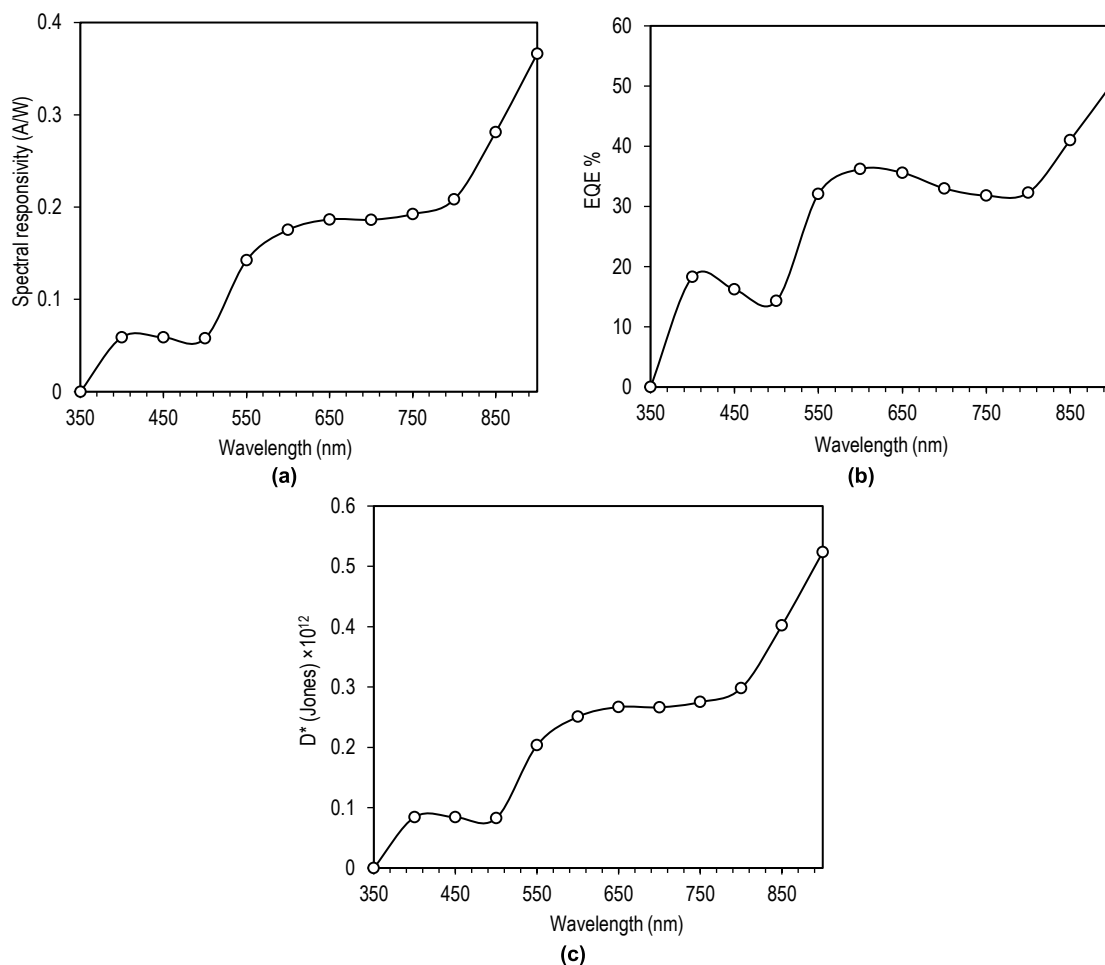 0.4
0.3
0.2
0.1
0
Spectral responsivity (A/W)
350 450 550 650 750 850
Wavelength (nm)
(a)
60
50
40
30
20
10
0
EQE %
350 450 550 650 750 850
Wavelength (nm)
(b)
0.6
0.5
0.4
0.3
0.2
0.1
0
D* (Jones) ×10¹²
350 450 550 650 750 850
Wavelength (nm)
(c)